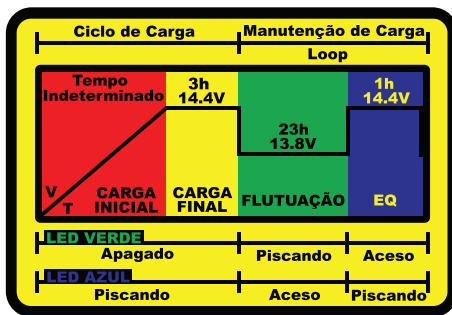 Ciclo de Carga
Manutenção de Carga
Loop
Tempo
Indeterminado
3h
14.4V
23h
13.8V
1h
14.4V
V
T
CARGA
INICIAL
CARGA
FINAL
FLUTUAÇÃO
EQ
LED VERDE
Apagado
Piscando
Aceso
LED AZUL
Piscando
Aceso
Piscando